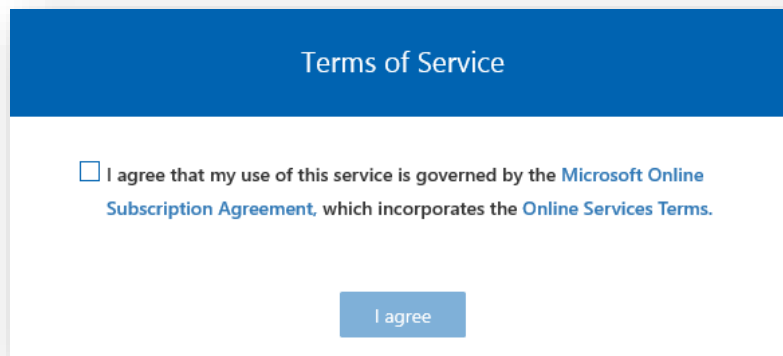 Terms of Service
I agree that my use of this service is governed by the Microsoft Online
Subscription Agreement, which incorporates the Online Services Terms.
I agree